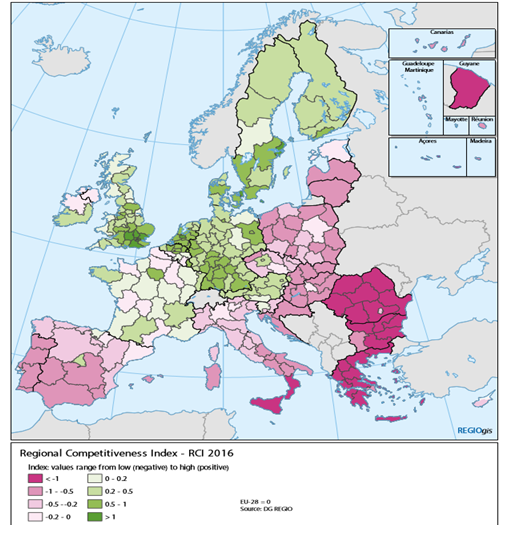 Canarias
Guadeloupe
Martinique
Guyane
Mayotte
Réunion
Açores
Madeira
REGIOgis
Regional Competitiveness Index - RCI 2016
Index: values range from low (negative) to high (positive)
< -1
-1 - -0.5
-0.5 - -0.2
-0.2 - 0
0 - 0.2
0.2 - 0.5
0.5 - 1
> 1
EU-28 = 0
Source: DG REGIO